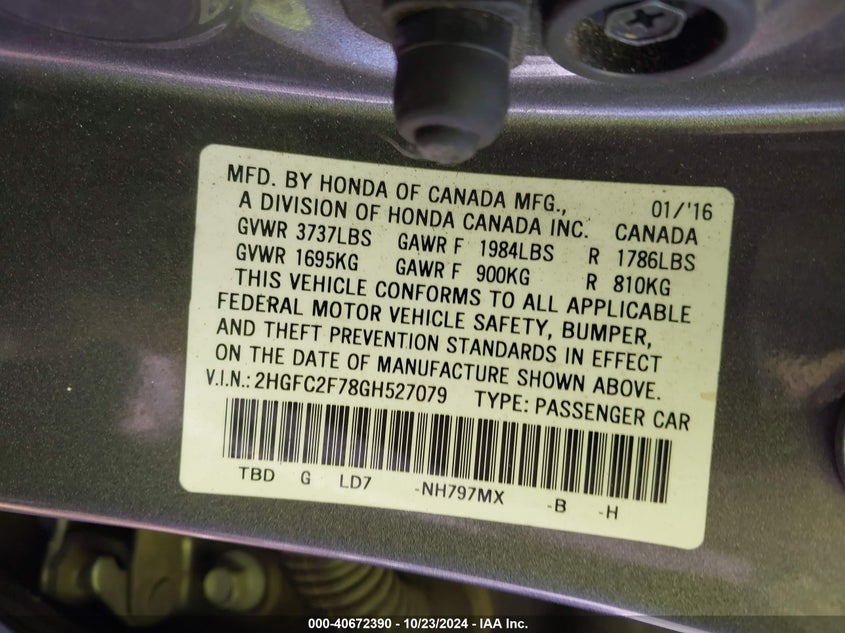 MFD. BY HONDA OF CANADA MFG., 01/'16
A DIVISION OF HONDA CANADA INC. CANADA
GVWR 3737LBS GAWR F 1984LBS R 1786LBS
GVWR 1695KG GAWR F 900KG R 810KG
THIS VEHICLE CONFORMS TO ALL APPLICABLE
FEDERAL MOTOR VEHICLE SAFETY, BUMPER,
AND THEFT PREVENTION STANDARDS IN EFFECT
ON THE DATE OF MANUFACTURE SHOWN ABOVE.
V.I.N.: 2HGFC2F78GH527079 TYPE: PASSENGER CAR
TBD G LD7 -NH797MX -B -H
000-40672390 - 10/23/2024 - IAA Inc.